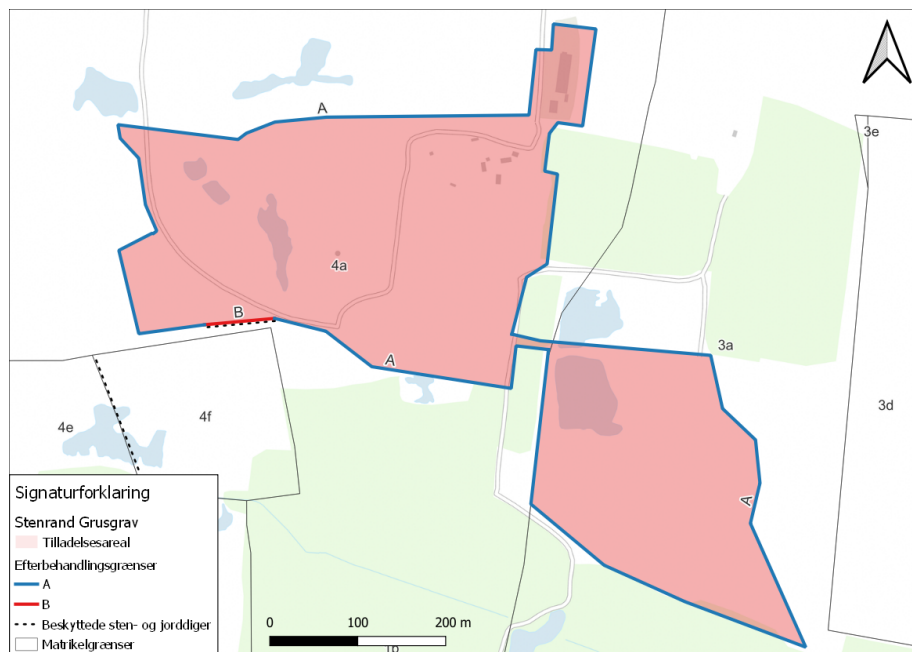 A
3e
4a
B
A
3a
3d
4e
4f
A
Signaturforklaring
Stenrand Grusgrav
Tilladelsesareal
Efterbehandlingsgrænser
A
B
Beskyttede sten- og jorddiger
Matrikelgrænser
0 100 200 m